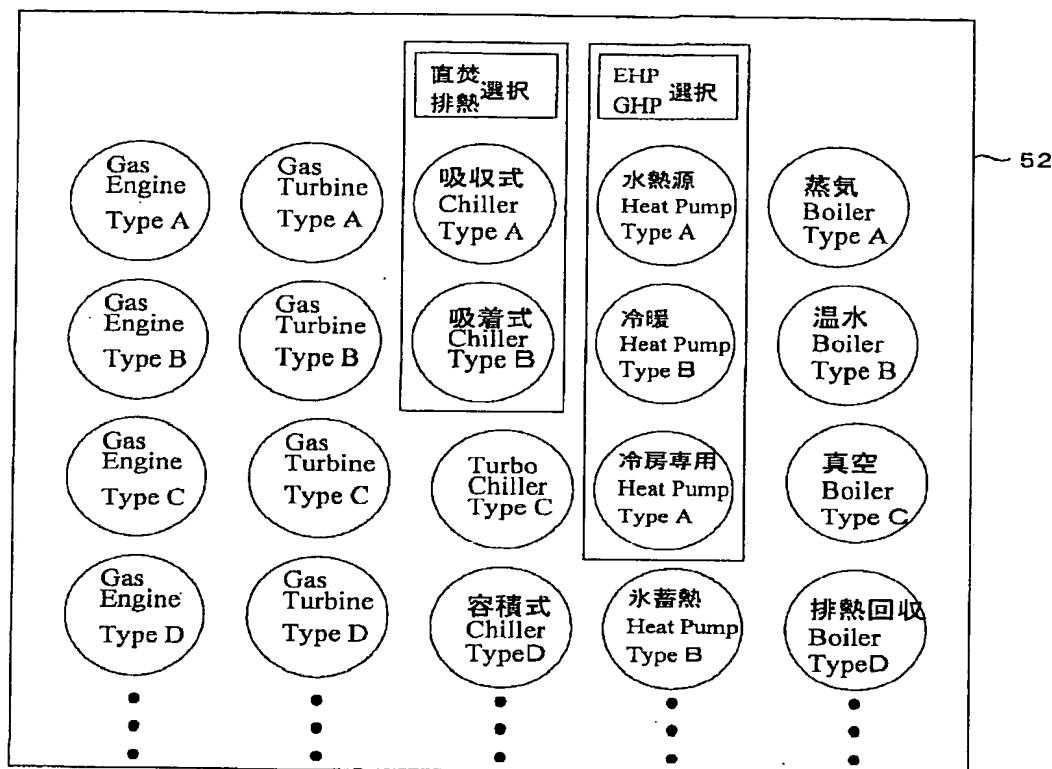 直焚
排熱
選択
EHP
GHP
選択
52
Gas
Engine
Type A
Gas
Turbine
Type A
吸収式
Chiller
Type A
水熱源
Heat Pump
Type A
蒸気
Boiler
Type A
Gas
Engine
Type B
Gas
Turbine
Type B
吸着式
Chiller
Type B
冷暖
Heat Pump
Type B
温水
Boiler
Type B
Gas
Engine
Type C
Gas
Turbine
Type C
Turbo
Chiller
Type C
冷房専用
Heat Pump
Type A
真空
Boiler
Type C
Gas
Engine
Type D
Gas
Turbine
Type D
容積式
Chiller
TypeD
氷蓄熱
Heat Pump
Type B
排熱回収
Boiler
TypeD